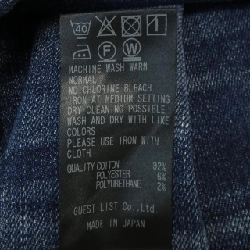 40
MACHINE WASH WARM
NORMAL
NO CHLORINE BLEACH
IRON AT MEDIUM SETTING
DRY CLEAN NO POSSIBLE
WASH AND DRY WITH LIKE
COLORS
PLEASE USE IRON WITH
CLOTH
QUALITY COTTON 92%
POLYESTER 6%
POLYURETHANE 2%
GUEST LIST Co., Ltd.
MADE IN JAPAN